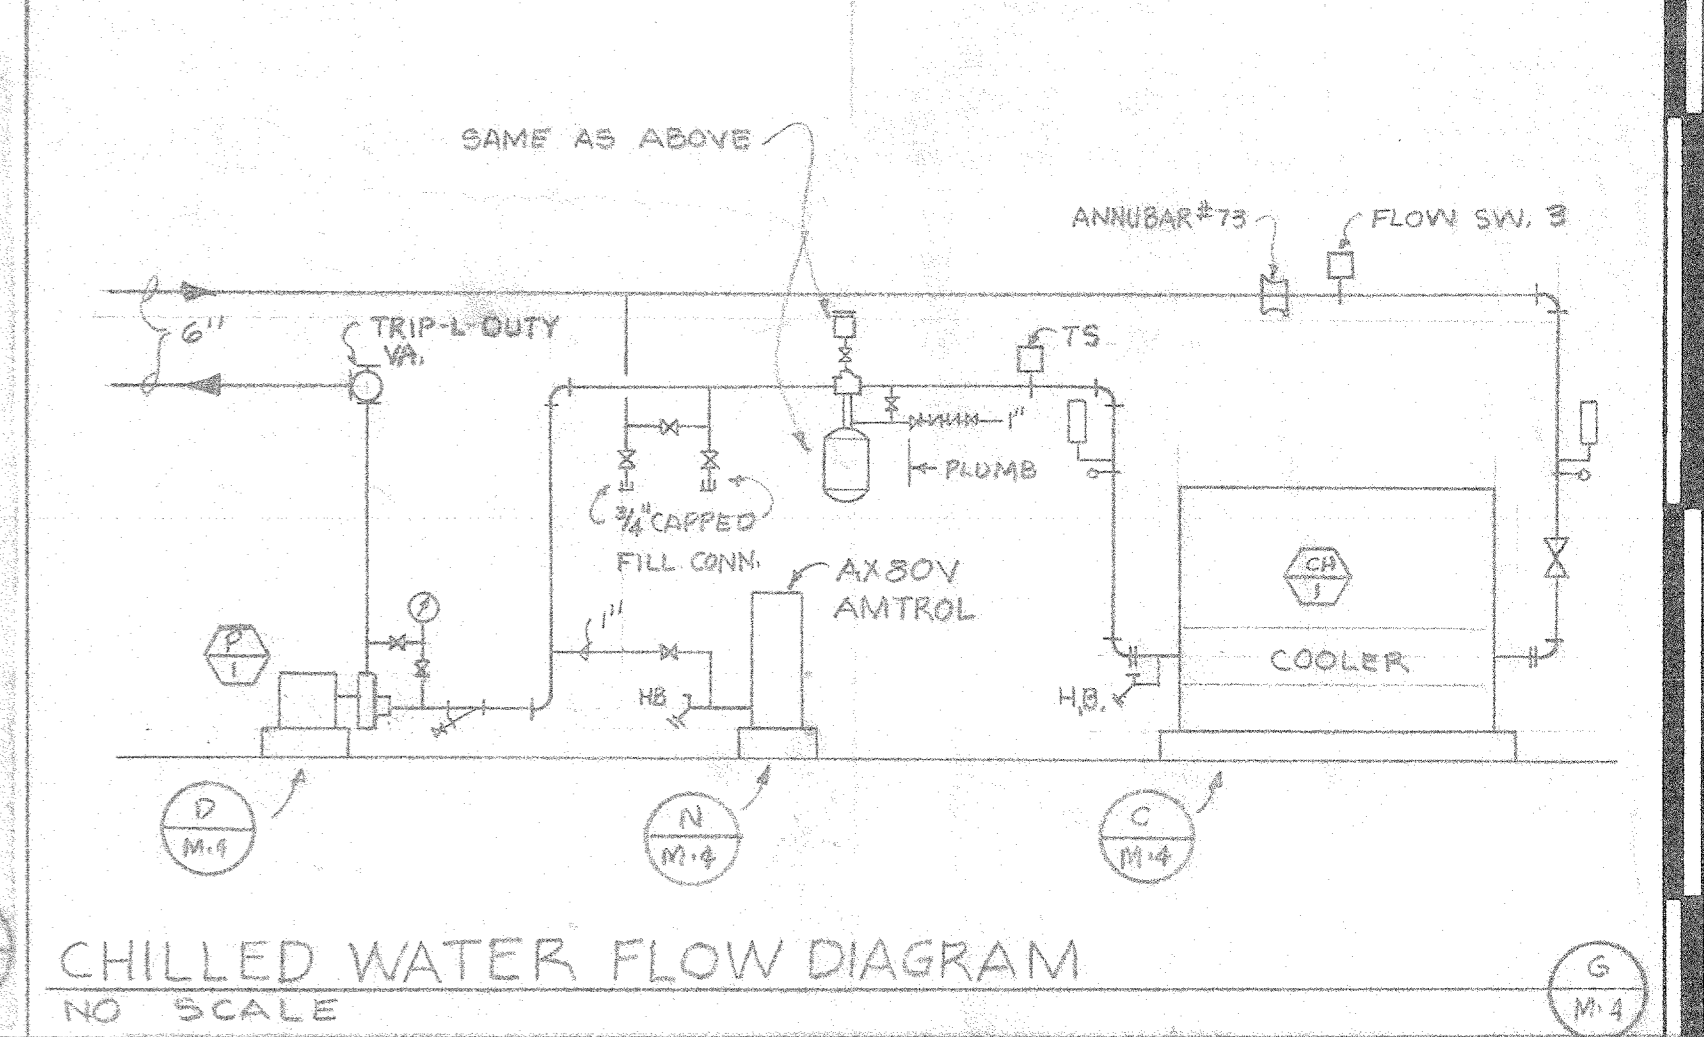 SAME AS ABOVE
ANNUBAR #73
FLOW SW. 3
6"
TRIP-L-DUTY
VA.
TS
1"
PLUMB
3/4" CAPPED
FILL CONN.
AX80V
AMTROL
CH
1
P
1
1"
HB
COOLER
H.B.
D
M.4
N
M.4
C
M.4
CHILLED WATER FLOW DIAGRAM
NO SCALE
G
M.4